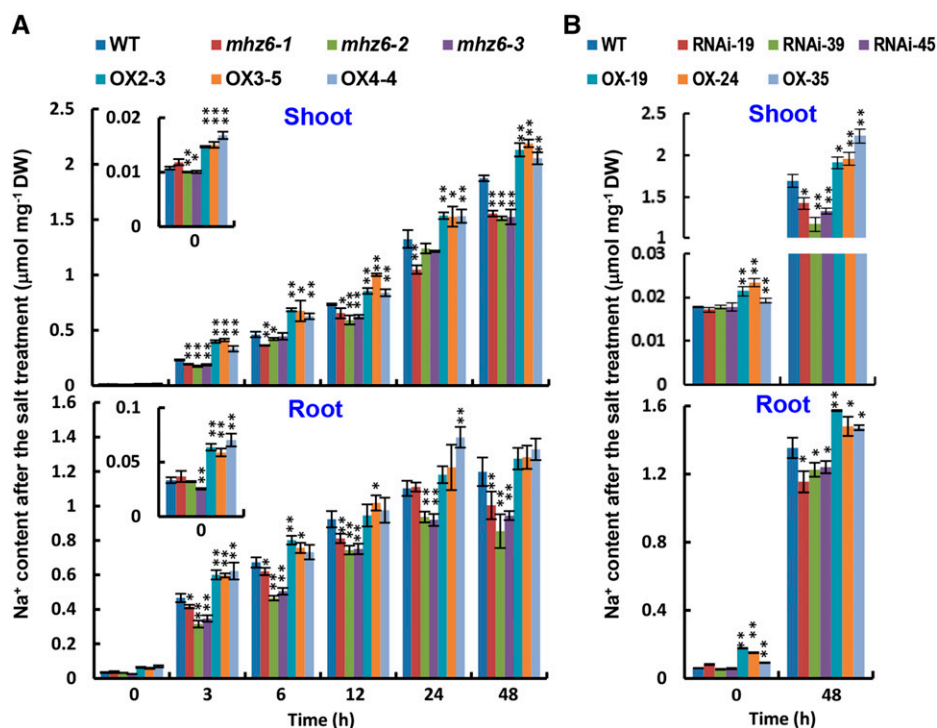 A
WT mhz6-1 mhz6-2 mhz6-3
OX2-3 OX3-5 OX4-4
Na⁺ content after the salt treatment (μmol mg⁻¹ DW)
Shoot
2.5
2
1.5
1
0.5
0
0.02
0.01
0
0
** * ** *** ***
*** *** *** *** *** ***
** * ** * **
* ** ** ** ** **
** ** * **
** ** ** ** ** **
Root
1.6
1.4
1.2
1
0.8
0.6
0.4
0.2
0
0.1
0.05
0
0
** ** ** **
* ** ** ** ** **
* ** ** ** *
** ** ** *
** ** **
** ** **
0 3 6 12 24 48
Time (h)
B
WT RNAi-19 RNAi-39 RNAi-45
OX-19 OX-24 OX-35
Na⁺ content after the salt treatment (μmol mg⁻¹ DW)
Shoot
2.5
2
1.5
1
0.03
0.02
0.01
0.00
** ** **
* ** ** * ** **
Root
1.6
1.2
0.8
0.4
0
** ** **
* * * ** * *
0 48
Time (h)